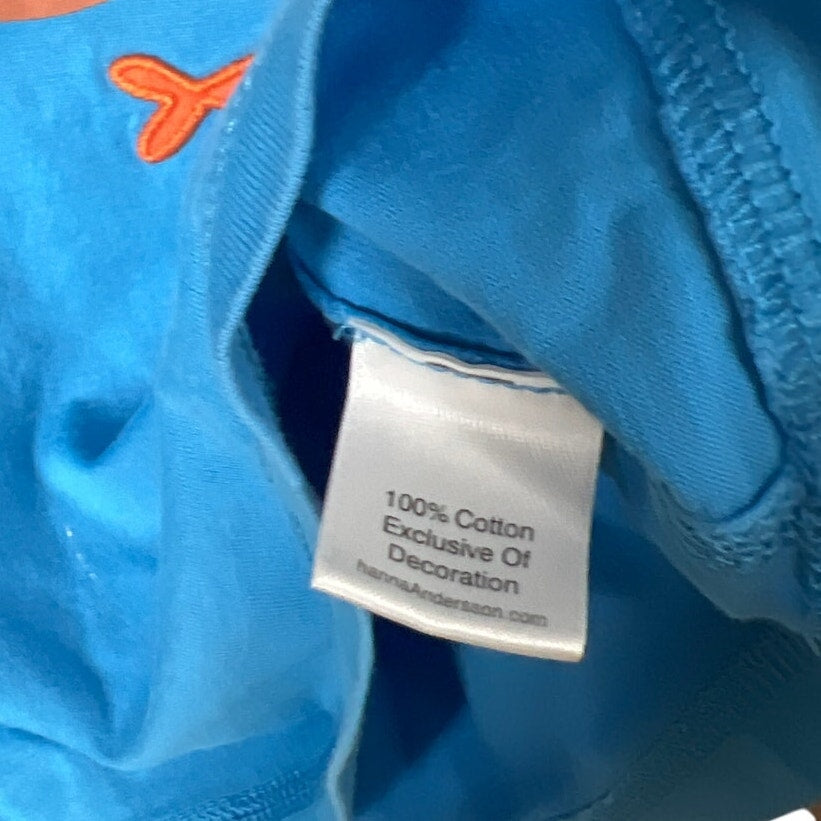 100% Cotton
Exclusive Of
Decoration
hannaAndersson.com